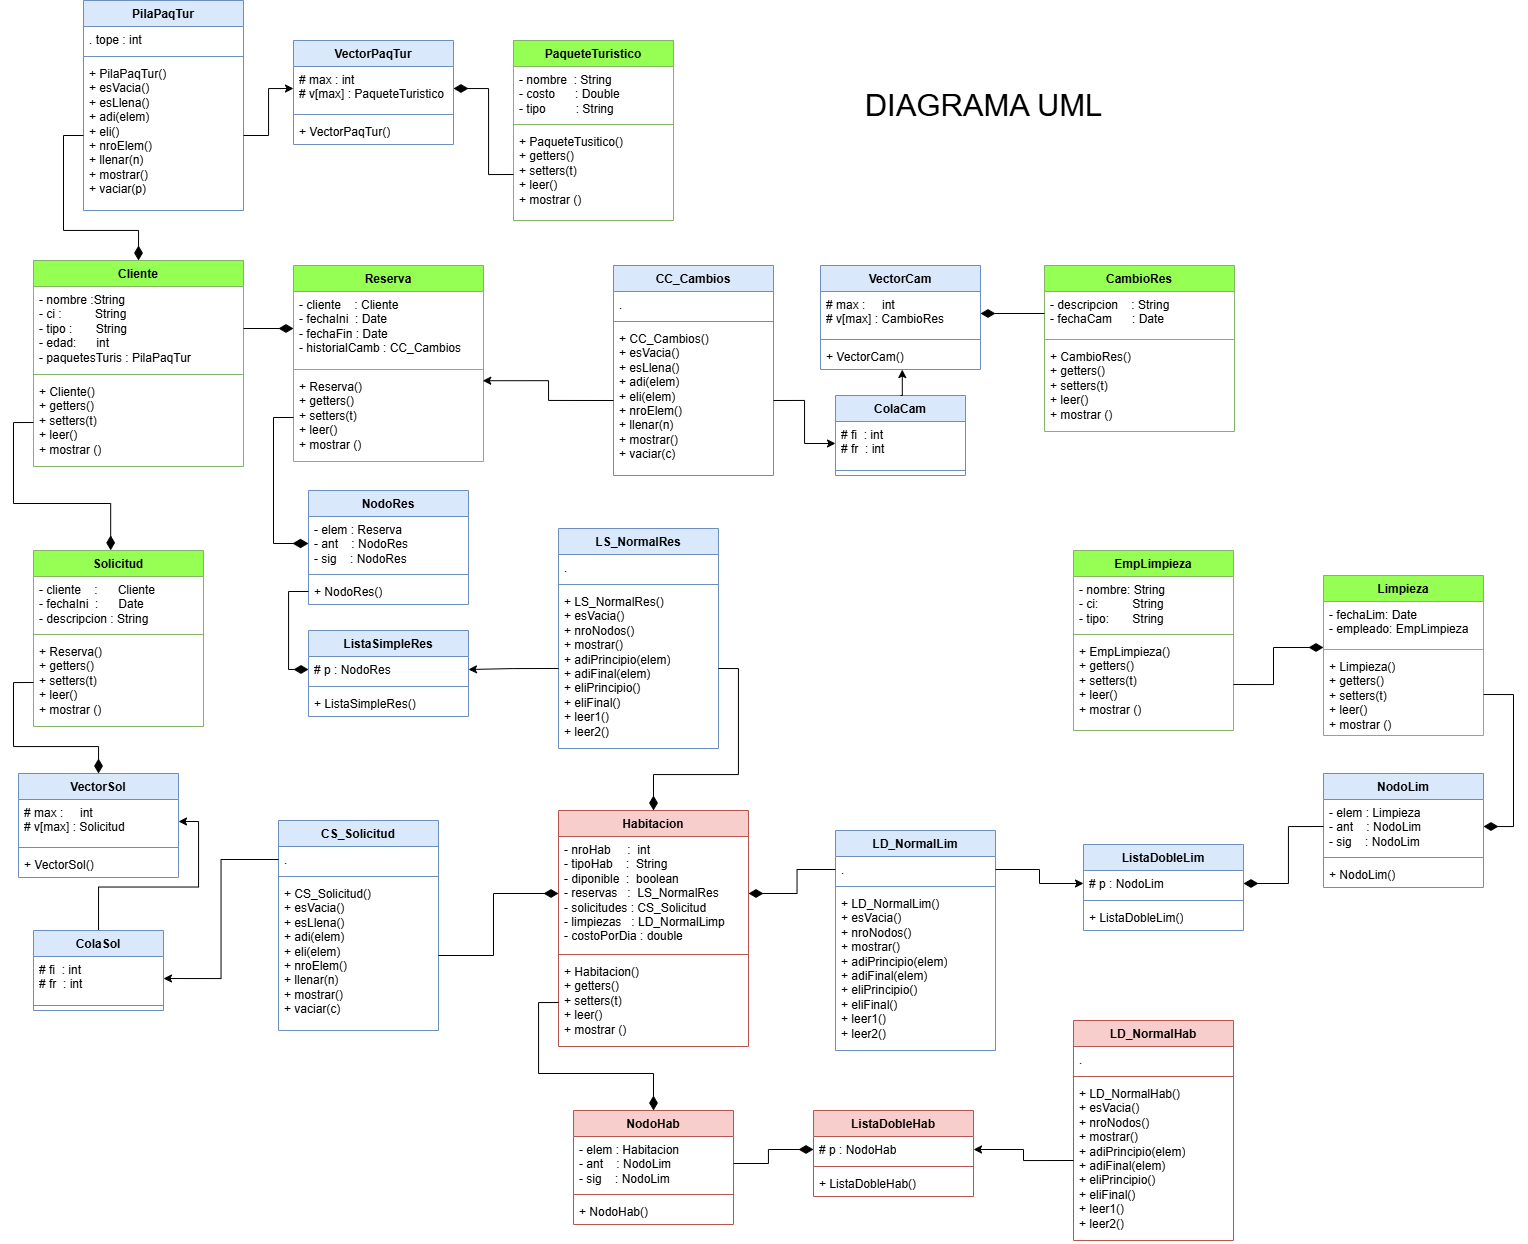 PilaPaqTur
. tope : int
+ PilaPaqTur()
+ esVacia()
+ esLlena()
+ adi(elem)
+ eli()
+ nroElem()
+ llenar(n)
+ mostrar()
+ vaciar(p)
VectorPaqTur
# max : int
# v[max] : PaqueteTuristico
+ VectorPaqTur()
PaqueteTuristico
- nombre : String
- costo : Double
- tipo : String
+ PaqueteTusitico()
+ getters()
+ setters(t)
+ leer()
+ mostrar ()
DIAGRAMA UML
Cliente
- nombre :String
- ci : String
- tipo : String
- edad: int
- paquetesTuris : PilaPaqTur
+ Cliente()
+ getters()
+ setters(t)
+ leer()
+ mostrar ()
Reserva
- cliente : Cliente
- fechaIni : Date
- fechaFin : Date
- historialCamb : CC_Cambios
+ Reserva()
+ getters()
+ setters(t)
+ leer()
+ mostrar ()
CC_Cambios
.
+ CC_Cambios()
+ esVacia()
+ esLlena()
+ adi(elem)
+ eli(elem)
+ nroElem()
+ llenar(n)
+ mostrar()
+ vaciar(c)
VectorCam
# max : int
# v[max] : CambioRes
+ VectorCam()
CambioRes
- descripcion : String
- fechaCam : Date
+ CambioRes()
+ getters()
+ setters(t)
+ leer()
+ mostrar ()
ColaCam
# fi : int
# fr : int
NodoRes
- elem : Reserva
- ant : NodoRes
- sig : NodoRes
+ NodoRes()
LS_NormalRes
.
+ LS_NormalRes()
+ esVacia()
+ nroNodos()
+ mostrar()
+ adiPrincipio(elem)
+ adiFinal(elem)
+ eliPrincipio()
+ eliFinal()
+ leer1()
+ leer2()
Solicitud
- cliente : Cliente
- fechaIni : Date
- descripcion : String
+ Reserva()
+ getters()
+ setters(t)
+ leer()
+ mostrar ()
ListaSimpleRes
# p : NodoRes
+ ListaSimpleRes()
EmpLimpieza
- nombre: String
- ci: String
- tipo: String
+ EmpLimpieza()
+ getters()
+ setters(t)
+ leer()
+ mostrar ()
Limpieza
- fechaLim: Date
- empleado: EmpLimpieza
+ Limpieza()
+ getters()
+ setters(t)
+ leer()
+ mostrar ()
VectorSol
# max : int
# v[max] : Solicitud
+ VectorSol()
CS_Solicitud
.
+ CS_Solicitud()
+ esVacia()
+ esLlena()
+ adi(elem)
+ eli(elem)
+ nroElem()
+ llenar(n)
+ mostrar()
+ vaciar(c)
Habitacion
- nroHab : int
- tipoHab : String
- diponible : boolean
- reservas : LS_NormalRes
- solicitudes : CS_Solicitud
- limpiezas : LD_NormalLimp
- costoPorDia : double
+ Habitacion()
+ getters()
+ setters(t)
+ leer()
+ mostrar ()
LD_NormalLim
.
+ LD_NormalLim()
+ esVacia()
+ nroNodos()
+ mostrar()
+ adiPrincipio(elem)
+ adiFinal(elem)
+ eliPrincipio()
+ eliFinal()
+ leer1()
+ leer2()
ListaDobleLim
# p : NodoLim
+ ListaDobleLim()
NodoLim
- elem : Limpieza
- ant : NodoLim
- sig : NodoLim
+ NodoLim()
ColaSol
# fi : int
# fr : int
NodoHab
- elem : Habitacion
- ant : NodoLim
- sig : NodoLim
+ NodoHab()
ListaDobleHab
# p : NodoHab
+ ListaDobleHab()
LD_NormalHab
.
+ LD_NormalHab()
+ esVacia()
+ nroNodos()
+ mostrar()
+ adiPrincipio(elem)
+ adiFinal(elem)
+ eliPrincipio()
+ eliFinal()
+ leer1()
+ leer2()